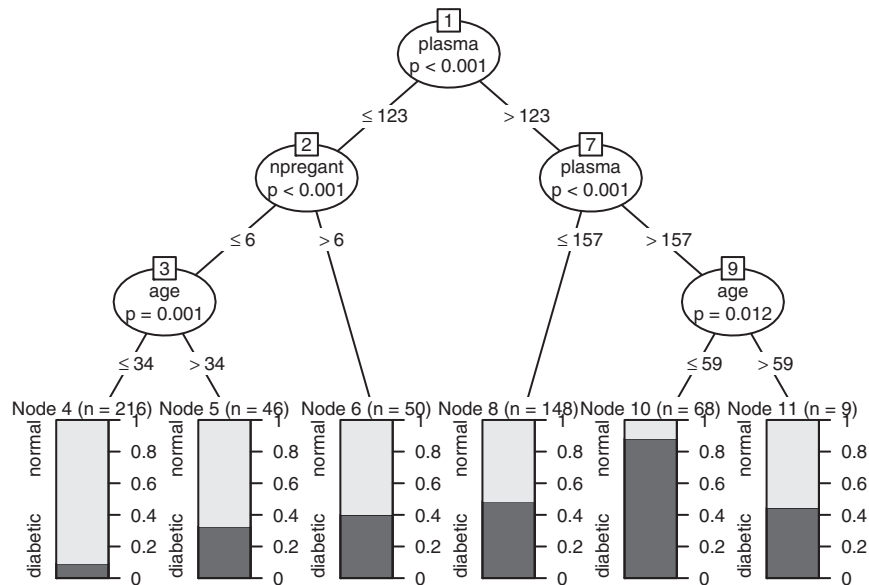 1
plasma
p < 0.001
≤ 123
> 123
2
npregant
p < 0.001
7
plasma
p < 0.001
≤ 6
> 6
≤ 157
> 157
3
age
p = 0.001
9
age
p = 0.012
≤ 34
> 34
≤ 59
> 59
Node 4 (n = 216)
diabetic
normal
0
0.2
0.4
0.6
0.8
1
Node 5 (n = 46)
diabetic
normal
0
0.2
0.4
0.6
0.8
1
Node 6 (n = 50)
diabetic
normal
0
0.2
0.4
0.6
0.8
1
Node 8 (n = 148)
diabetic
normal
0
0.2
0.4
0.6
0.8
1
Node 10 (n = 68)
diabetic
normal
0
0.2
0.4
0.6
0.8
1
Node 11 (n = 9)
diabetic
normal
0
0.2
0.4
0.6
0.8
1